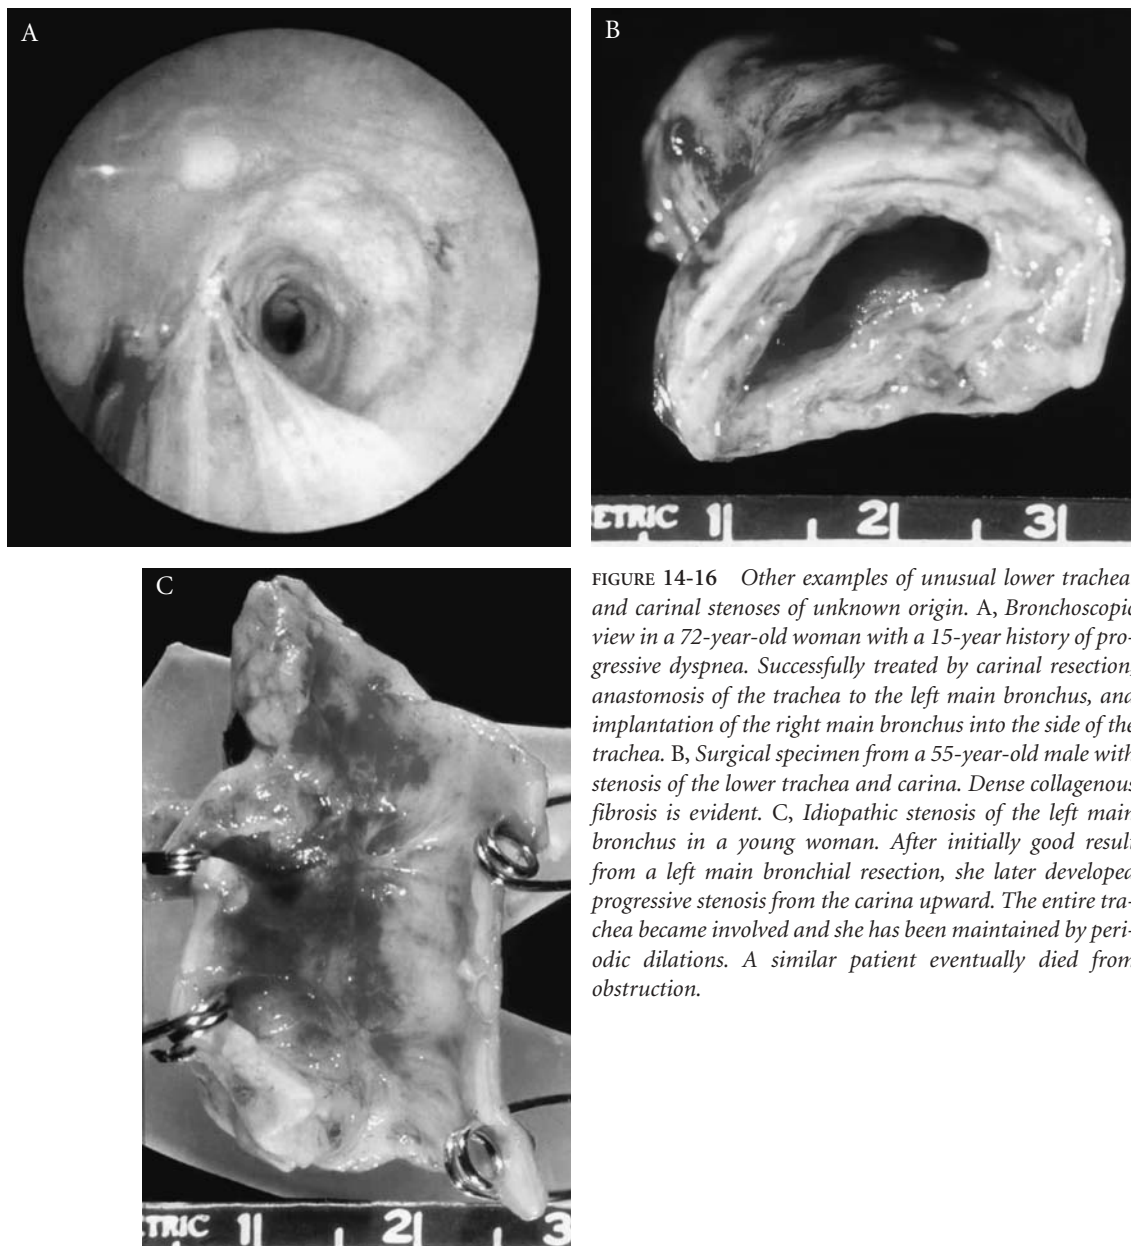 A
B
ETRIC 1 2 3
C
TRIC 1 2 3
FIGURE 14-16 Other examples of unusual lower trachea
and carinal stenoses of unknown origin. A, Bronchoscopic
view in a 72-year-old woman with a 15-year history of pro-
gressive dyspnea. Successfully treated by carinal resection,
anastomosis of the trachea to the left main bronchus, and
implantation of the right main bronchus into the side of the
trachea. B, Surgical specimen from a 55-year-old male with
stenosis of the lower trachea and carina. Dense collagenous
fibrosis is evident. C, Idiopathic stenosis of the left main
bronchus in a young woman. After initially good result
from a left main bronchial resection, she later developed
progressive stenosis from the carina upward. The entire tra-
chea became involved and she has been maintained by peri-
odic dilations. A similar patient eventually died from
obstruction.